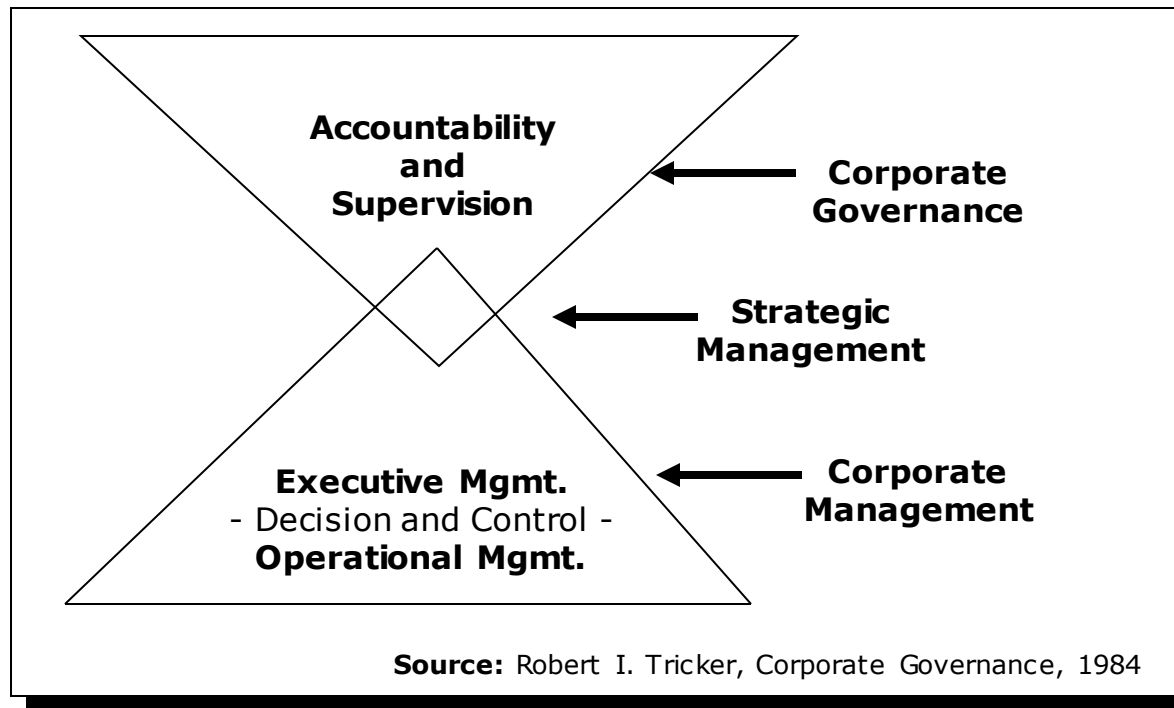 Accountability
and
Supervision
Corporate
Governance
Strategic
Management
Executive Mgmt.
- Decision and Control -
Operational Mgmt.
Corporate
Management
Source: Robert I. Tricker, Corporate Governance, 1984